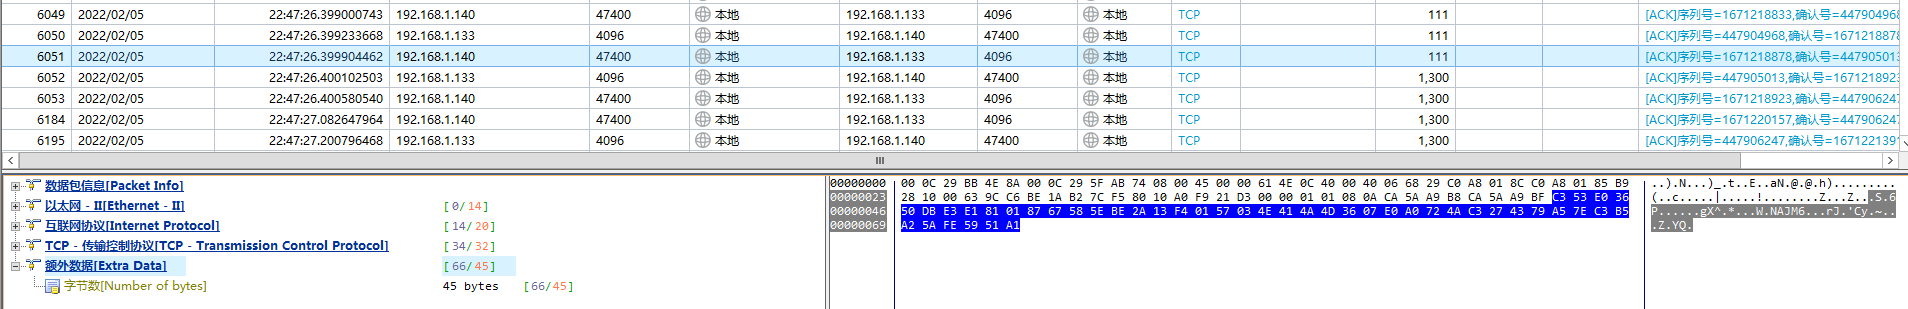 6049 2022/02/05 22:47:26.399000743 192.168.1.140 47400 本地 192.168.1.133 4096 本地 TCP 111 [ACK]序列号=1671218833,确认号=447904968
6050 2022/02/05 22:47:26.399233668 192.168.1.133 4096 本地 192.168.1.140 47400 本地 TCP 111 [ACK]序列号=447904968,确认号=1671218878
6051 2022/02/05 22:47:26.399904462 192.168.1.140 47400 本地 192.168.1.133 4096 本地 TCP 111 [ACK]序列号=1671218878,确认号=447905013
6052 2022/02/05 22:47:26.400102503 192.168.1.133 4096 本地 192.168.1.140 47400 本地 TCP 1,300 [ACK]序列号=447905013,确认号=1671218923
6053 2022/02/05 22:47:26.400580540 192.168.1.140 47400 本地 192.168.1.133 4096 本地 TCP 1,300 [ACK]序列号=1671218923,确认号=447906247
6184 2022/02/05 22:47:27.082647964 192.168.1.140 47400 本地 192.168.1.133 4096 本地 TCP 1,300 [ACK]序列号=1671220157,确认号=447906247
6195 2022/02/05 22:47:27.200796468 192.168.1.133 4096 本地 192.168.1.140 47400 本地 TCP 1,300 [ACK]序列号=447906247,确认号=1671221391
数据包信息[Packet Info]
以太网 - II[Ethernet - II] [0/14]
互联网协议[Internet Protocol] [14/20]
TCP - 传输控制协议[TCP - Transmission Control Protocol] [34/32]
额外数据[Extra Data] [66/45]
字节数[Number of bytes] 45 bytes [66/45]
00000000 00 0C 29 BB 4E 8A 00 0C 29 5F AB 74 08 00 45 00 00 61 4E 0C 40 00 40 06 68 29 C0 A8 01 8C C0 A8 01 85 B9 ..).N...)_.t..E..aN.@.@.h).........
00000023 28 10 00 63 9C C6 BE 1A B2 7C F5 80 10 0A F9 21 D3 00 00 01 01 08 0A CA 5A A9 B8 CA 5A A9 BF C3 53 E0 36 (..c.....|.....!........Z...Z...S.6
00000046 50 DB E3 E1 81 01 87 67 58 5E BE 2A 13 F4 01 57 03 4E 41 4A 4D 36 07 E0 A0 72 4A C3 27 43 79 A5 7E C3 B5 P......gX^.*...W.NAJM6...rJ.'Cy.~..
00000069 A2 5A FE 59 51 A1 .Z.YQ.